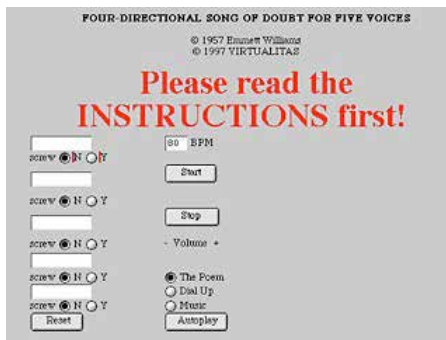 FOUR-DIRECTIONAL SONG OF DOUBT FOR FIVE VOICES
© 1957 Emmett Williams
© 1997 VIRTUALITAS
Please read the
INSTRUCTIONS first!
80 BPM
screw N Y
Start
screw N Y
Stop
screw N Y
- Volume +
screw N Y
The Poem
Dial Up
screw N Y
Music
Reset
Autoplay